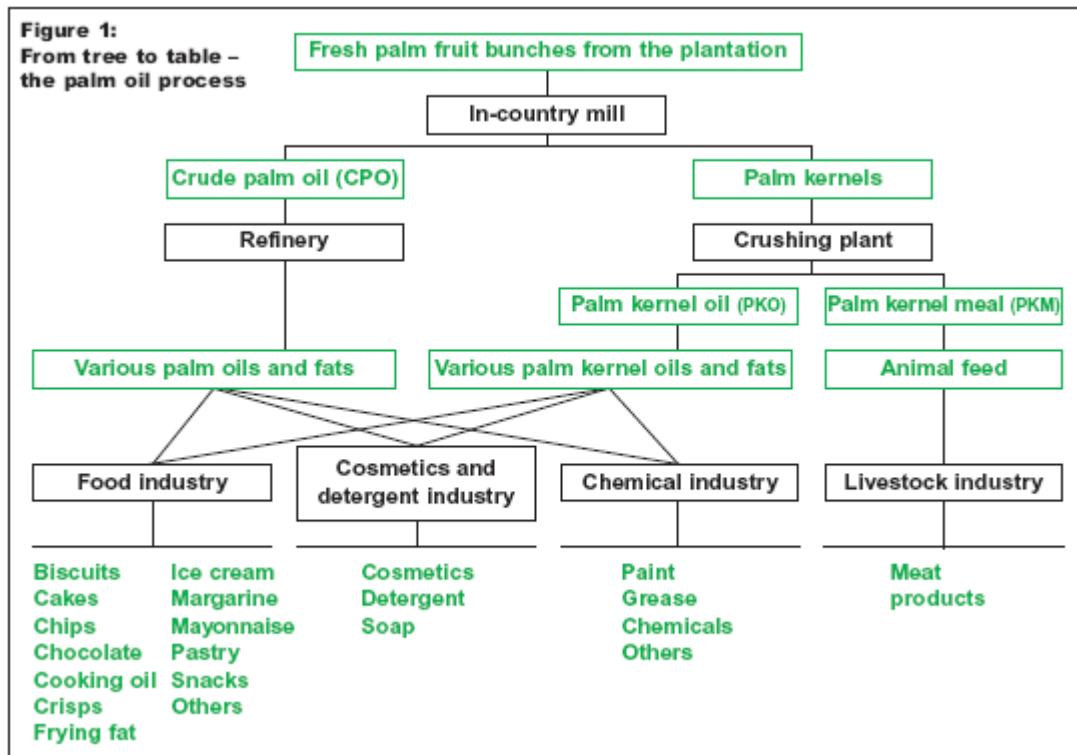 Figure 1:
From tree to table –
the palm oil process
Fresh palm fruit bunches from the plantation
In-country mill
Crude palm oil (CPO)
Palm kernels
Refinery
Crushing plant
Palm kernel oil (PKO)
Palm kernel meal (PKM)
Various palm oils and fats
Various palm kernel oils and fats
Animal feed
Food industry
Cosmetics and
detergent industry
Chemical industry
Livestock industry
Biscuits
Cakes
Chips
Chocolate
Cooking oil
Crisps
Frying fat
Ice cream
Margarine
Mayonnaise
Pastry
Snacks
Others
Cosmetics
Detergent
Soap
Paint
Grease
Chemicals
Others
Meat
products